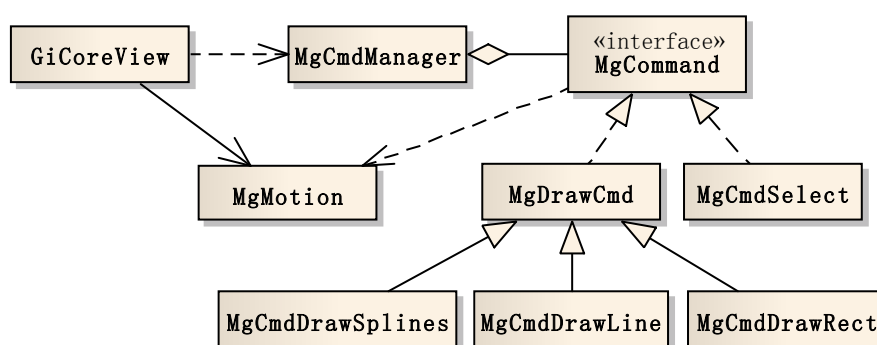 GiCoreView
MgCmdManager
«interface»
MgCommand
MgMotion
MgDrawCmd
MgCmdSelect
MgCmdDrawSplines
MgCmdDrawLine
MgCmdDrawRect